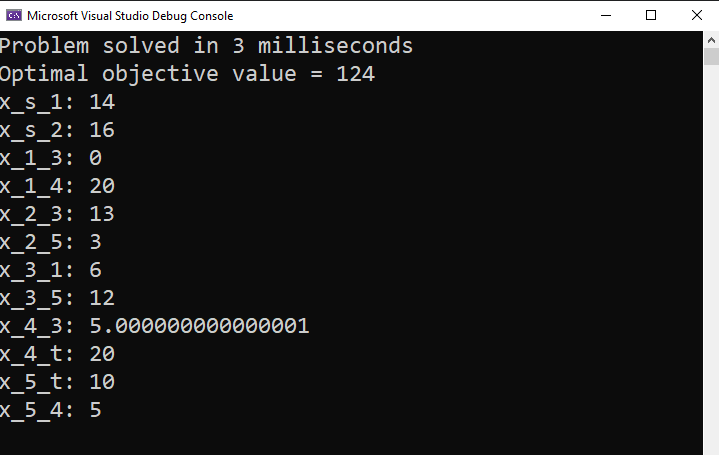 Microsoft Visual Studio Debug Console
Problem solved in 3 milliseconds
Optimal objective value = 124
x_s_1: 14
x_s_2: 16
x_1_3: 0
x_1_4: 20
x_2_3: 13
x_2_5: 3
x_3_1: 6
x_3_5: 12
x_4_3: 5.000000000000001
x_4_t: 20
x_5_t: 10
x_5_4: 5